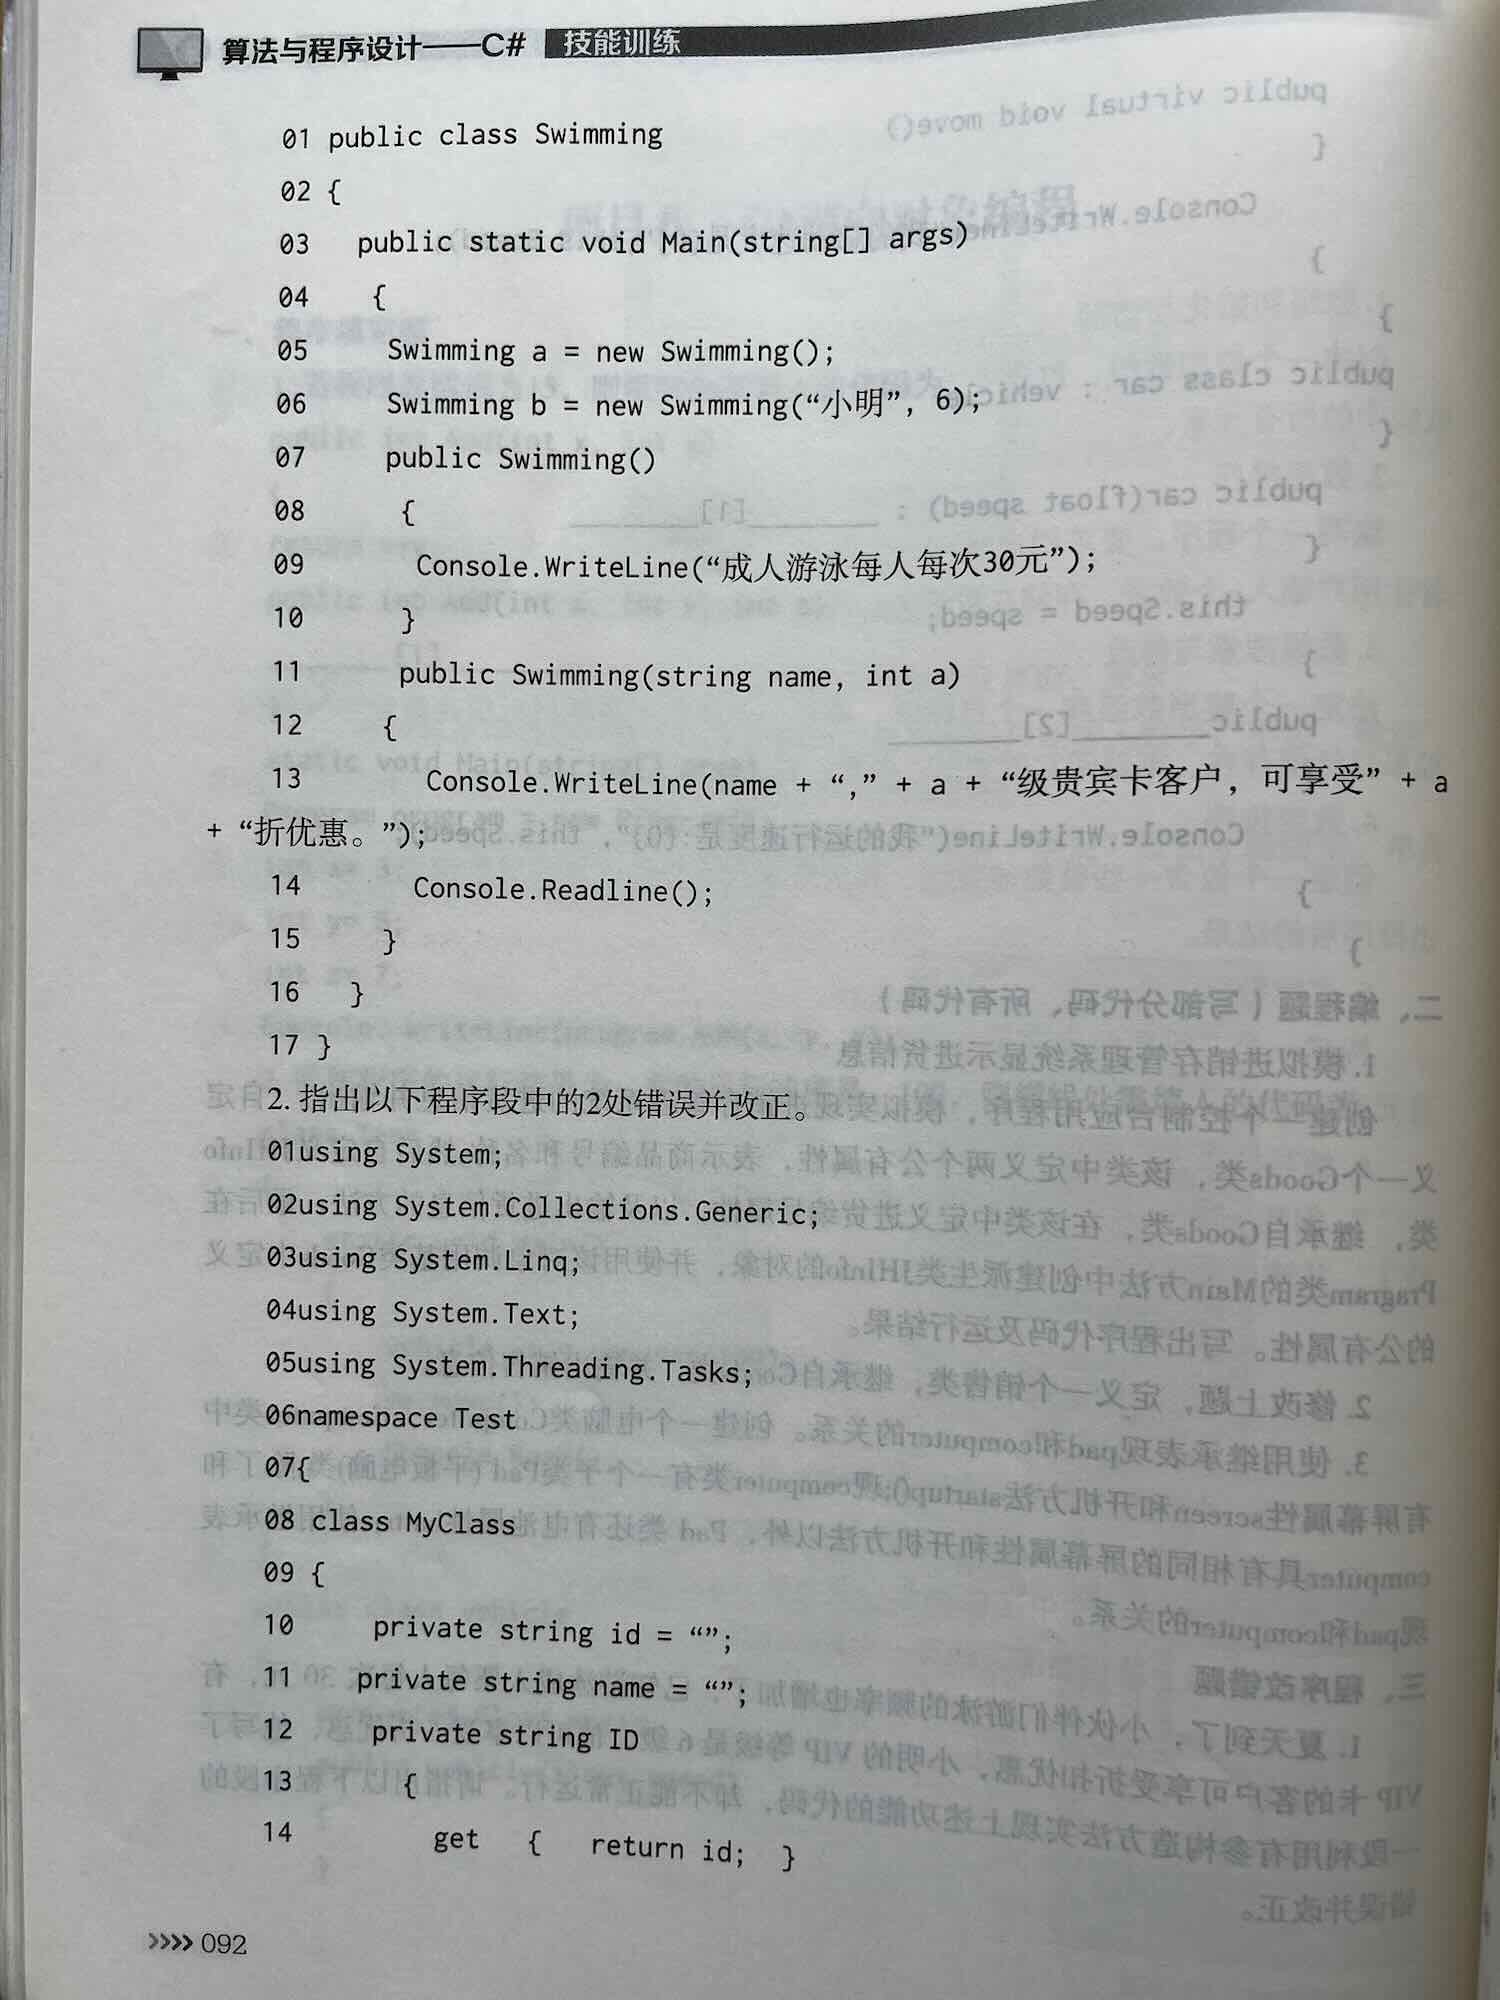 算法与程序设计——C# 技能训练
01 public class Swimming
02 {
03 public static void Main(string[] args)
04 {
05 Swimming a = new Swimming();
06 Swimming b = new Swimming(“小明”, 6);
07 public Swimming()
08 {
09 Console.WriteLine(“成人游泳每人每次30元”);
10 }
11 public Swimming(string name, int a)
12 {
13 Console.WriteLine(name + “,” + a + “级贵宾卡客户，可享受” + a
+ “折优惠。”);
14 Console.Readline();
15 }
16 }
17 }
2. 指出以下程序段中的2处错误并改正。
01using System;
02using System.Collections.Generic;
03using System.Linq;
04using System.Text;
05using System.Threading.Tasks;
06namespace Test
07{
08 class MyClass
09 {
10 private string id = “”;
11 private string name = “”;
12 private string ID
13 {
14 get { return id; }
>>>> 092